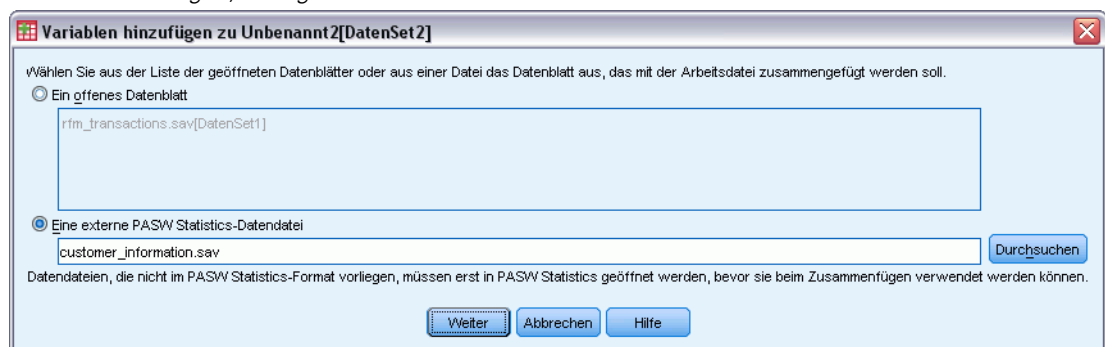 Variablen hinzufügen zu Unbenannt2[DatenSet2]
Wählen Sie aus der Liste der geöffneten Datenblätter oder aus einer Datei das Datenblatt aus, das mit der Arbeitsdatei zusammengefügt werden soll.
Ein offenes Datenblatt
rfm_transactions.sav[DatenSet1]
Eine externe PASW Statistics-Datendatei
customer_information.sav
Durchsuchen
Datendateien, die nicht im PASW Statistics-Format vorliegen, müssen erst in PASW Statistics geöffnet werden, bevor sie beim Zusammenfügen verwendet werden können.
Weiter Abbrechen Hilfe